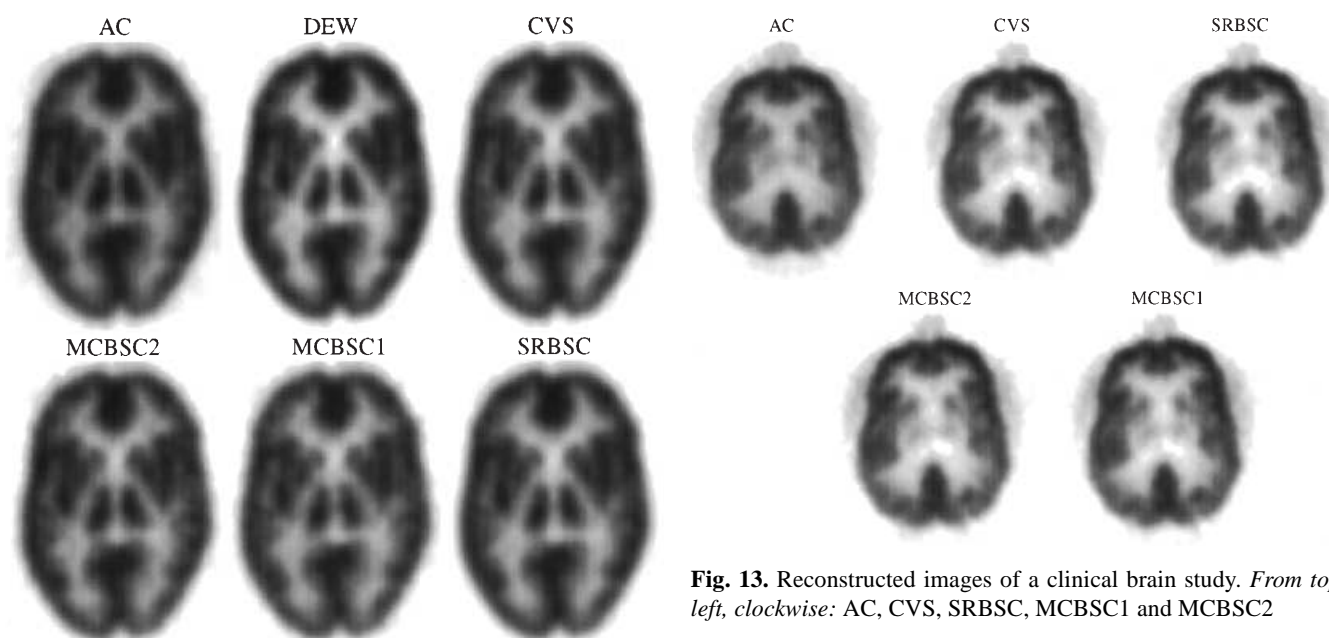 AC DEW CVS
MCBSC2 MCBSC1 SRBSC
AC CVS SRBSC
MCBSC2 MCBSC1
Fig. 13. Reconstructed images of a clinical brain study. From
left, clockwise: AC, CVS, SRBSC, MCBSC1 and MCBSC2